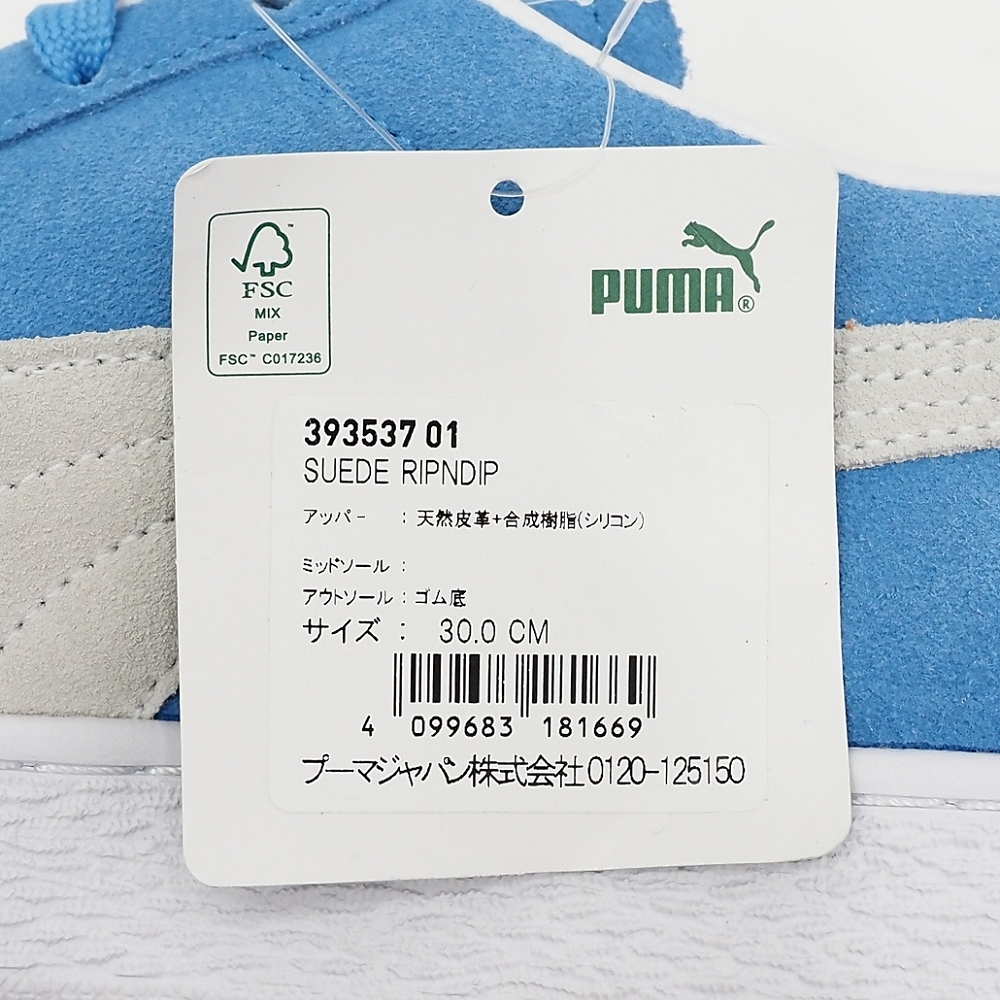 FSC™
MIX
Paper
FSC™ C017236
PUMA®
393537 01
SUEDE RIPNDIP
アッパー : 天然皮革+合成樹脂(シリコン)
ミッドソール :
アウトソール : ゴム底
サイズ : 30.0 CM
4 099683 181669
プーマジャパン株式会社0120-125150